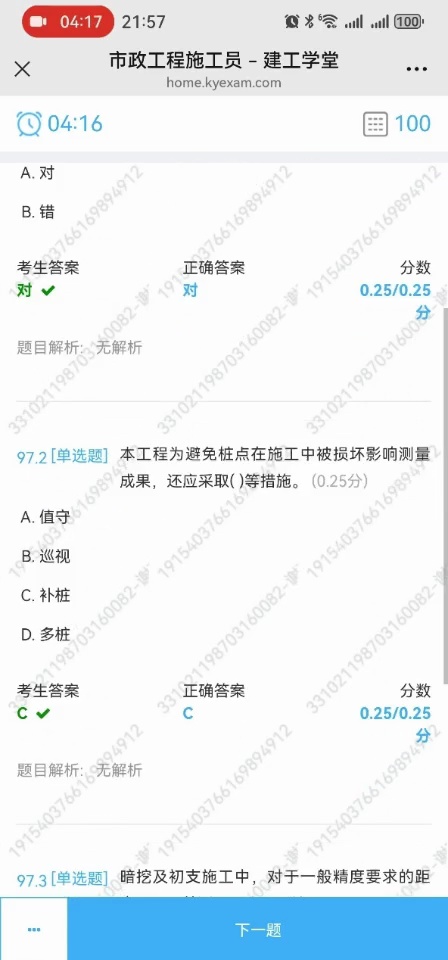 04:17 21:57 100
市政工程施工员 - 建工学堂
home.kyexam.com
04:16 100
A. 对
B. 错
考生答案 正确答案 分数
对 对 0.25/0.25
分
题目解析: 无解析
97.2 [单选题] 本工程为避免桩点在施工中被损坏影响测量
成果，还应采取( )等措施。(0.25分)
A. 值守
B. 巡视
C. 补桩
D. 多桩
考生答案 正确答案 分数
C C 0.25/0.25
分
题目解析: 无解析
97.3 [单选题] 暗挖及初支施工中，对于一般精度要求的距
下一题